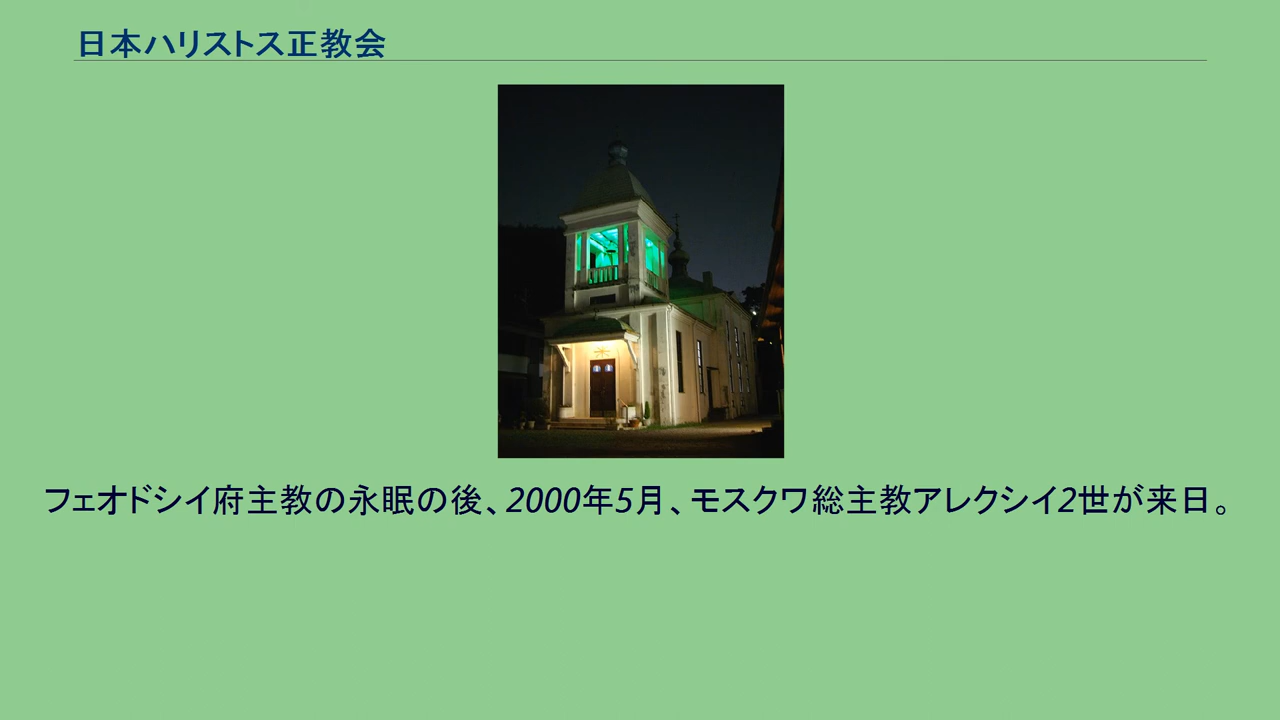 日本ハリストス正教会
フェオドシイ府主教の永眠の後、2000年5月、モスクワ総主教アレクシイ2世が来日。